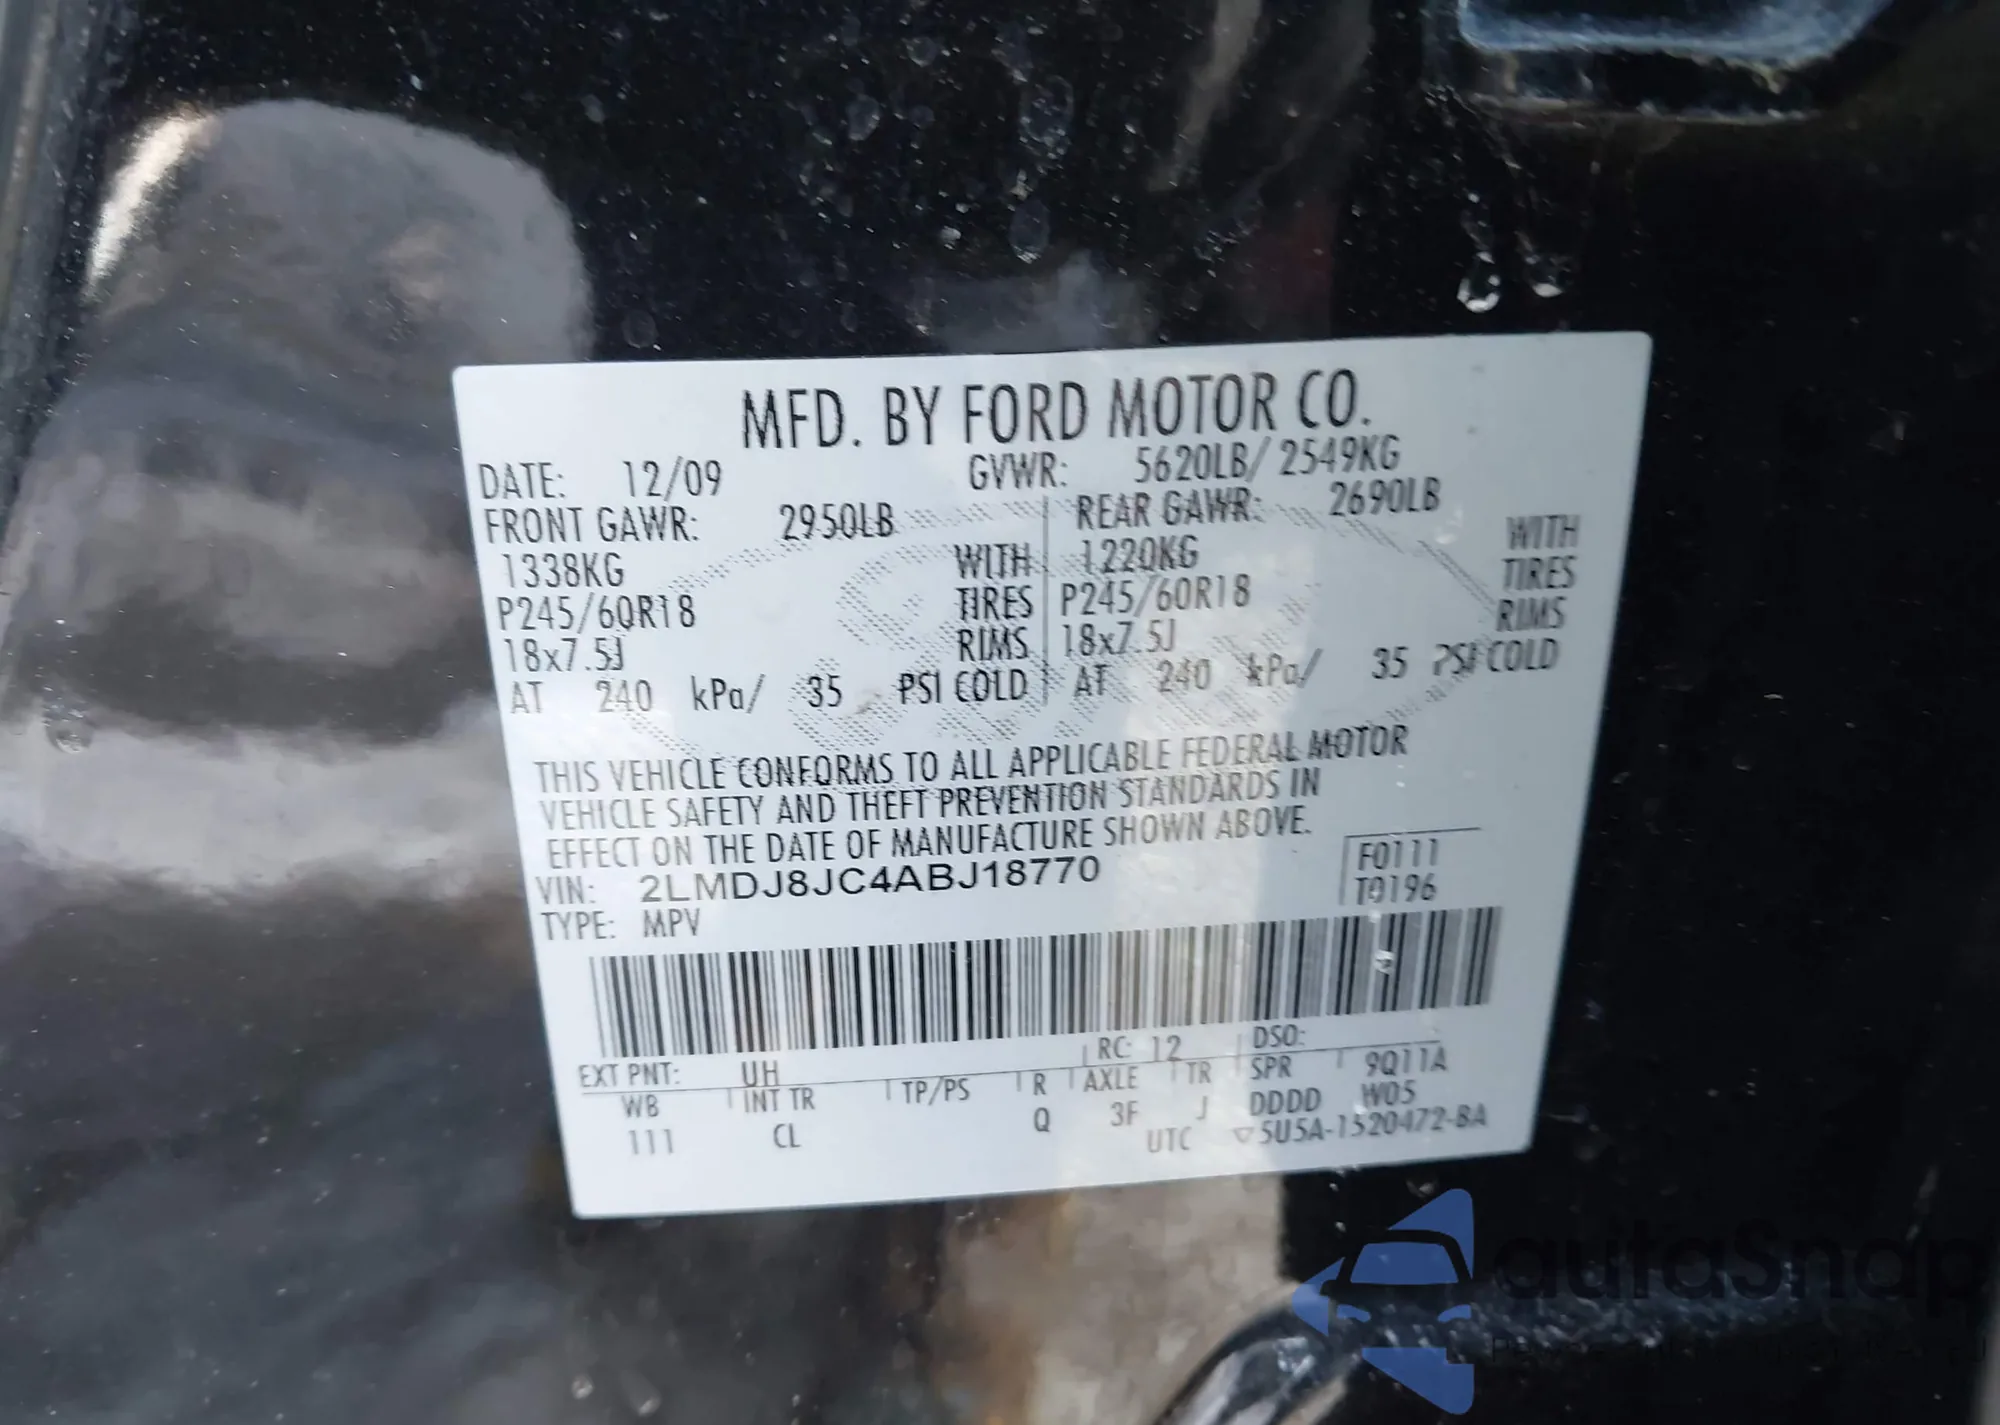 MFD. BY FORD MOTOR CO.
DATE: 12/09 GVWR: 5620LB/ 2549KG
FRONT GAWR: 2950LB REAR GAWR: 2690LB
1338KG WITH 1220KG WITH
P245/60R18 TIRES P245/60R18 TIRES
18x7.5J RIMS 18x7.5J RIMS
AT 240 kPa/ 35 PSI COLD AT 240 kPa/ 35 PSI COLD
THIS VEHICLE CONFORMS TO ALL APPLICABLE FEDERAL MOTOR
VEHICLE SAFETY AND THEFT PREVENTION STANDARDS IN
EFFECT ON THE DATE OF MANUFACTURE SHOWN ABOVE.
VIN: 2LMDJ8JC4ABJ18770 F0111
TYPE: MPV T0196
EXT PNT: UH RC: 12 DSO:
WB INT TR TP/PS R AXLE TR SPR 9Q11A
111 CL Q 3F J DDDD W05
UTC ▽5U5A-1520472-BA
autoSnap